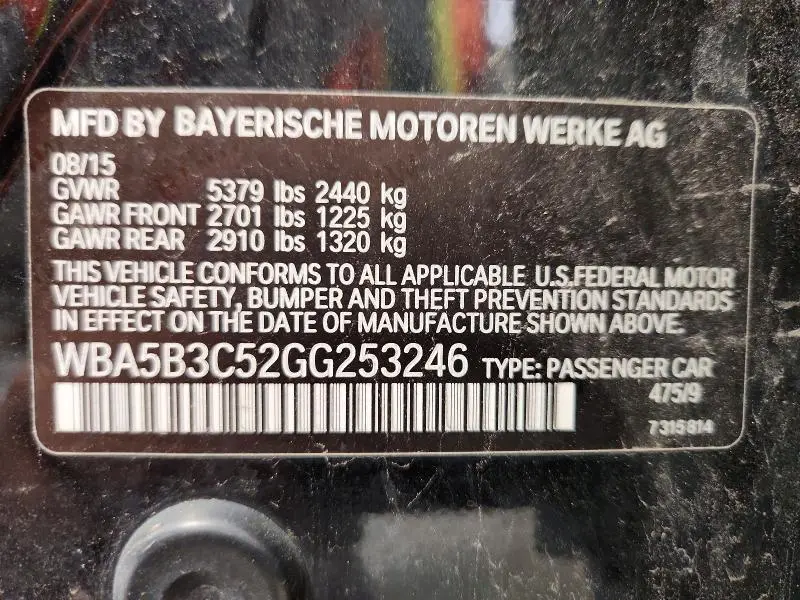 MFD BY BAYERISCHE MOTOREN WERKE AG
08/15
GVWR 5379 lbs 2440 kg
GAWR FRONT 2701 lbs 1225 kg
GAWR REAR 2910 lbs 1320 kg
THIS VEHICLE CONFORMS TO ALL APPLICABLE U.S.FEDERAL MOTOR
VEHICLE SAFETY, BUMPER AND THEFT PREVENTION STANDARDS
IN EFFECT ON THE DATE OF MANUFACTURE SHOWN ABOVE.
WBA5B3C52GG253246 TYPE: PASSENGER CAR
475/9
7315814